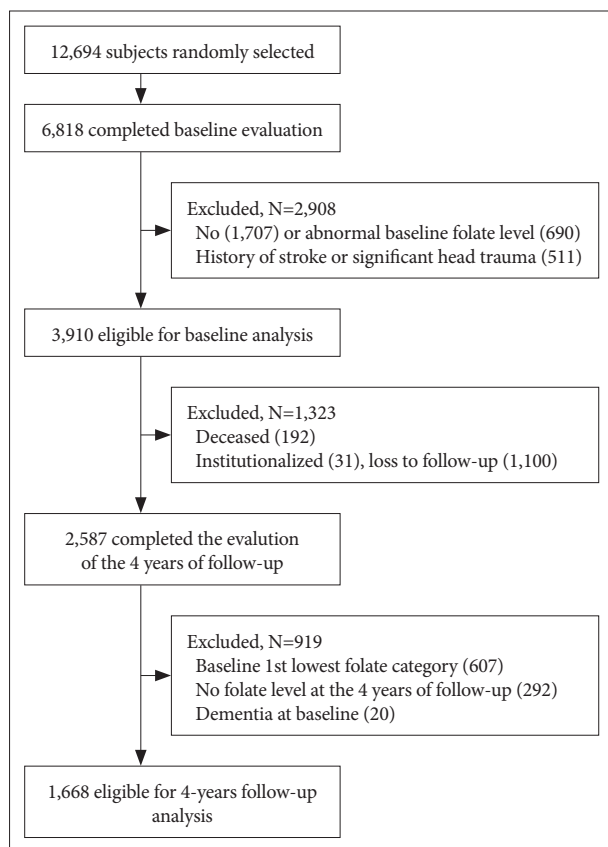 12,694 subjects randomly selected
6,818 completed baseline evaluation
Excluded, N=2,908
No (1,707) or abnormal baseline folate level (690)
History of stroke or significant head trauma (511)
3,910 eligible for baseline analysis
Excluded, N=1,323
Deceased (192)
Institutionalized (31), loss to follow-up (1,100)
2,587 completed the evalution
of the 4 years of follow-up
Excluded, N=919
Baseline 1st lowest folate category (607)
No folate level at the 4 years of follow-up (292)
Dementia at baseline (20)
1,668 eligible for 4-years follow-up
analysis